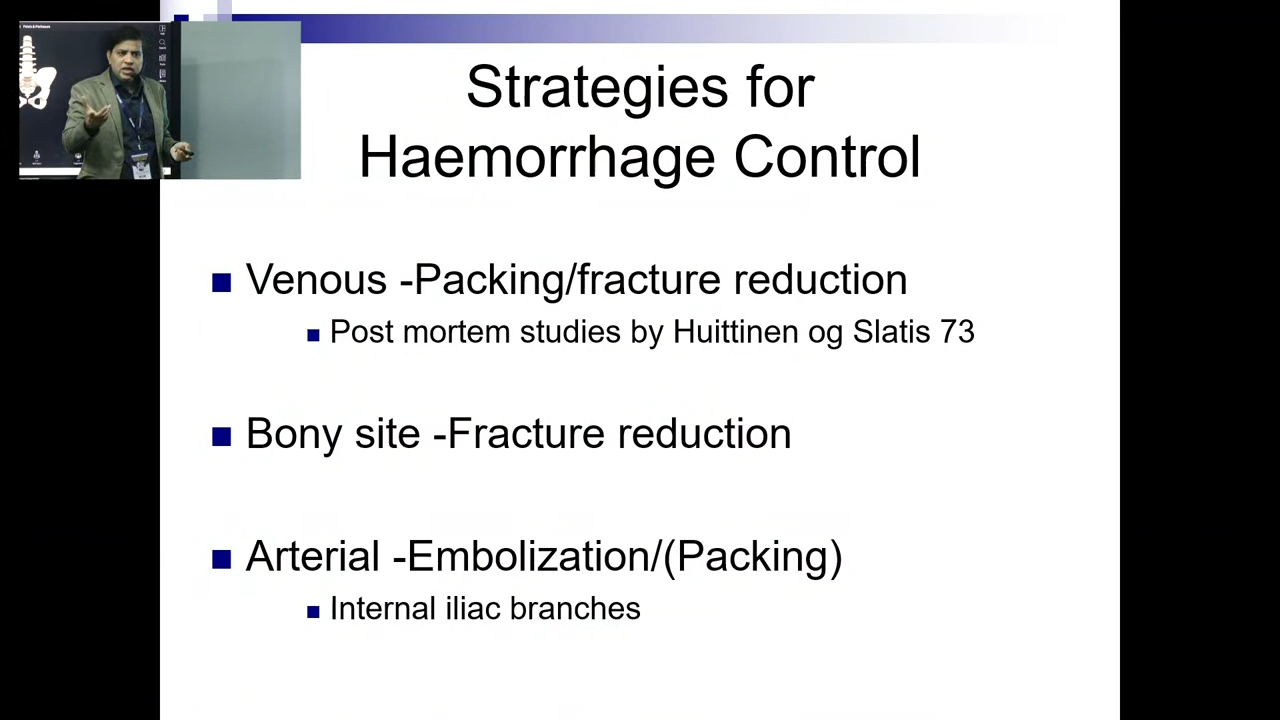 Strategies for
Haemorrhage Control
Venous -Packing/fracture reduction
Post mortem studies by Huittinen og Slatis 73
Bony site -Fracture reduction
Arterial -Embolization/(Packing)
Internal iliac branches